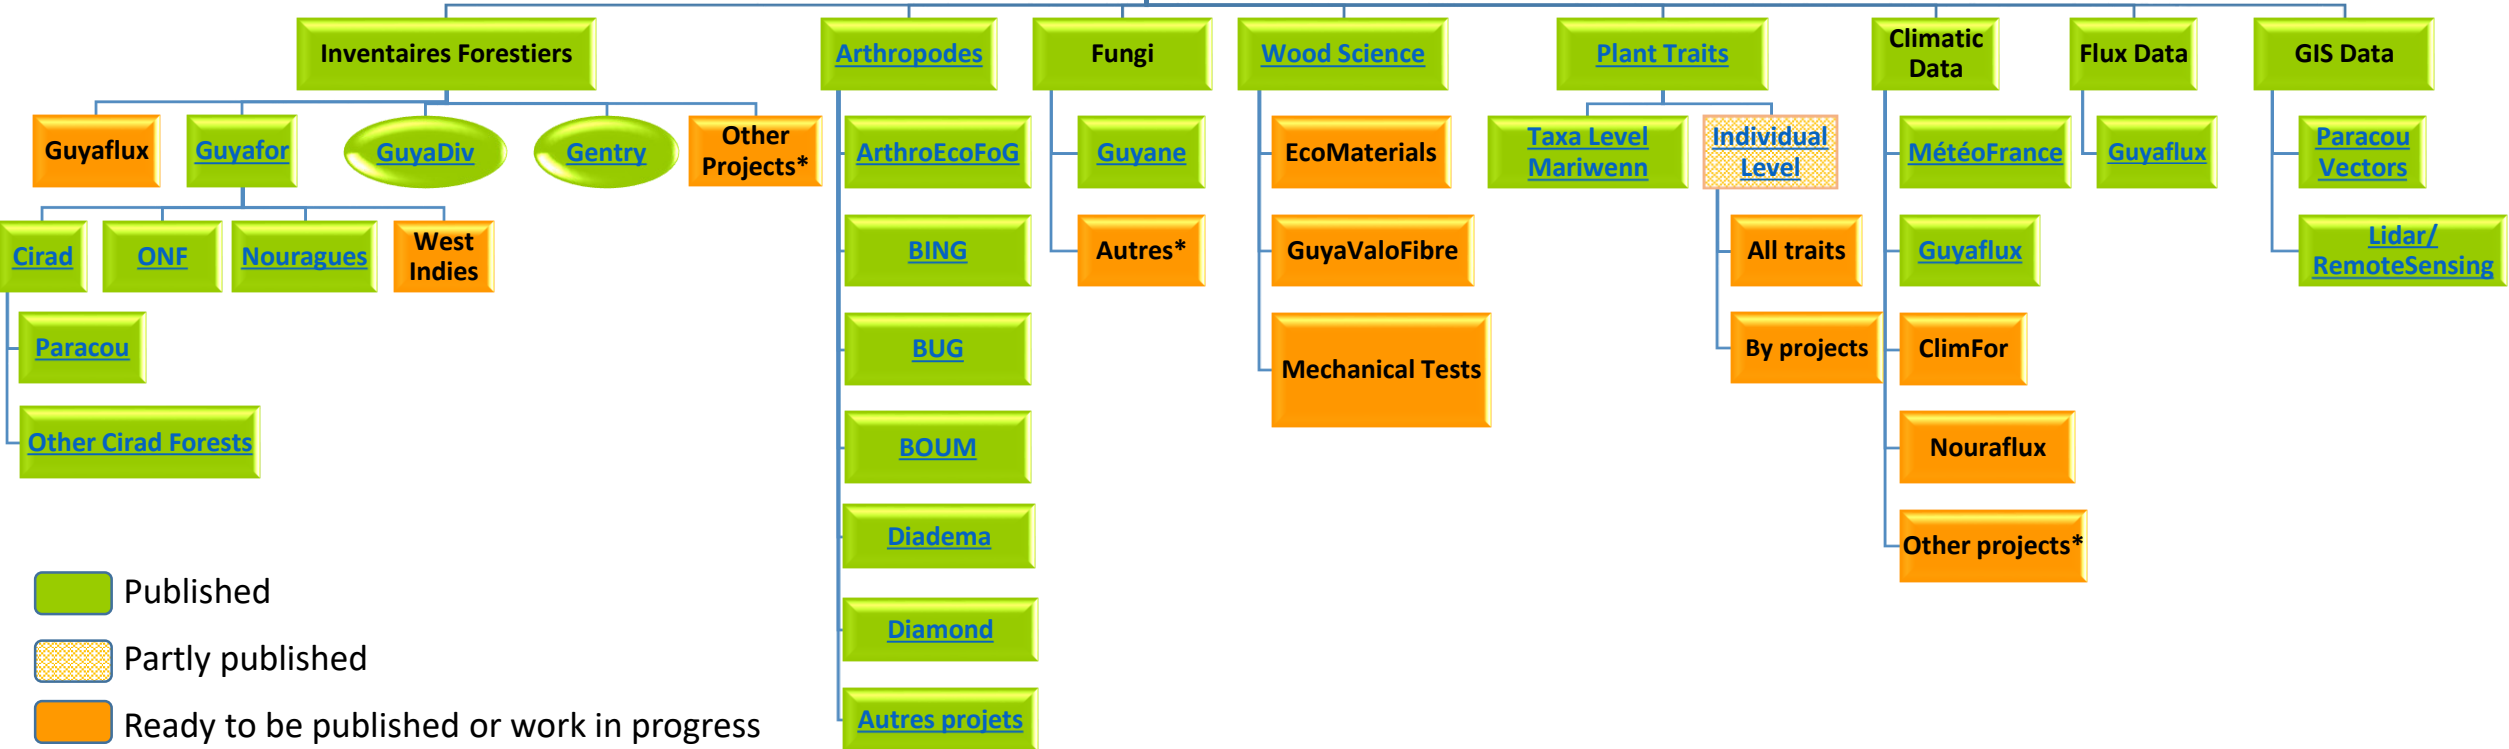 Inventaires Forestiers
Arthropodes
Fungi
Wood Science
Plant Traits
Climatic
Data
Flux Data
GIS Data
Guyaflux
Guyafor
GuyaDiv
Gentry
Other
Projects*
Cirad
ONF
Nouragues
West
Indies
Paracou
Other Cirad Forests
ArthroEcoFoG
BING
BUG
BOUM
Diadema
Diamond
Autres projets
Guyane
Autres*
EcoMaterials
GuyaValoFibre
Mechanical Tests
Taxa Level
Mariwenn
Individual
Level
All traits
By projects
MétéoFrance
Guyaflux
ClimFor
Nouraflux
Other projects*
Guyaflux
Paracou
Vectors
Lidar/
RemoteSensing
Published
Partly published
Ready to be published or work in progress